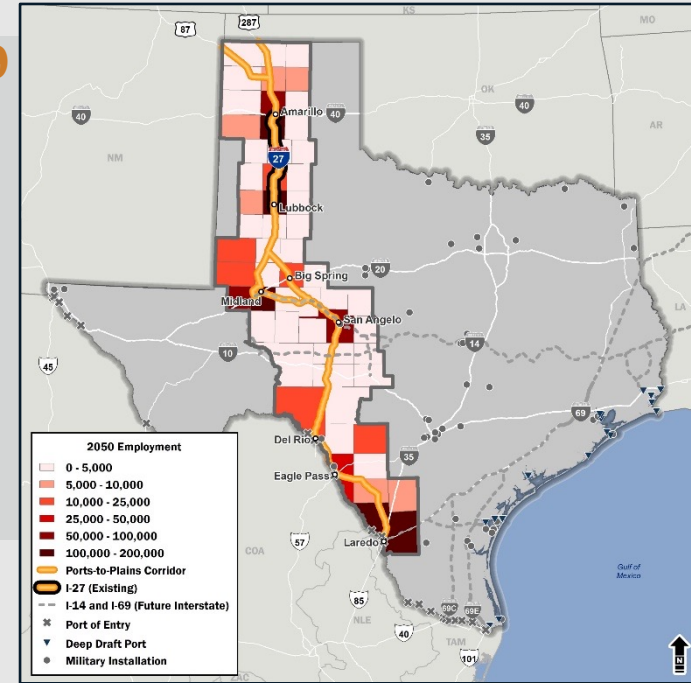 KS
MO
87
287
40
Amarillo
40
OK
40
AR
35
NM
27
Lubbock
Big Spring
20
Midland
San Angelo
LA
10
14
45
69
Del Rio
35
Eagle Pass
COA
57
Laredo
Gulf of
Mexico
85
NLE
69C
69E
40
TAM
101
ZAC
N
2050 Employment
0 - 5,000
5,000 - 10,000
10,000 - 25,000
25,000 - 50,000
50,000 - 100,000
100,000 - 200,000
Ports-to-Plains Corridor
I-27 (Existing)
I-14 and I-69 (Future Interstate)
Port of Entry
Deep Draft Port
Military Installation